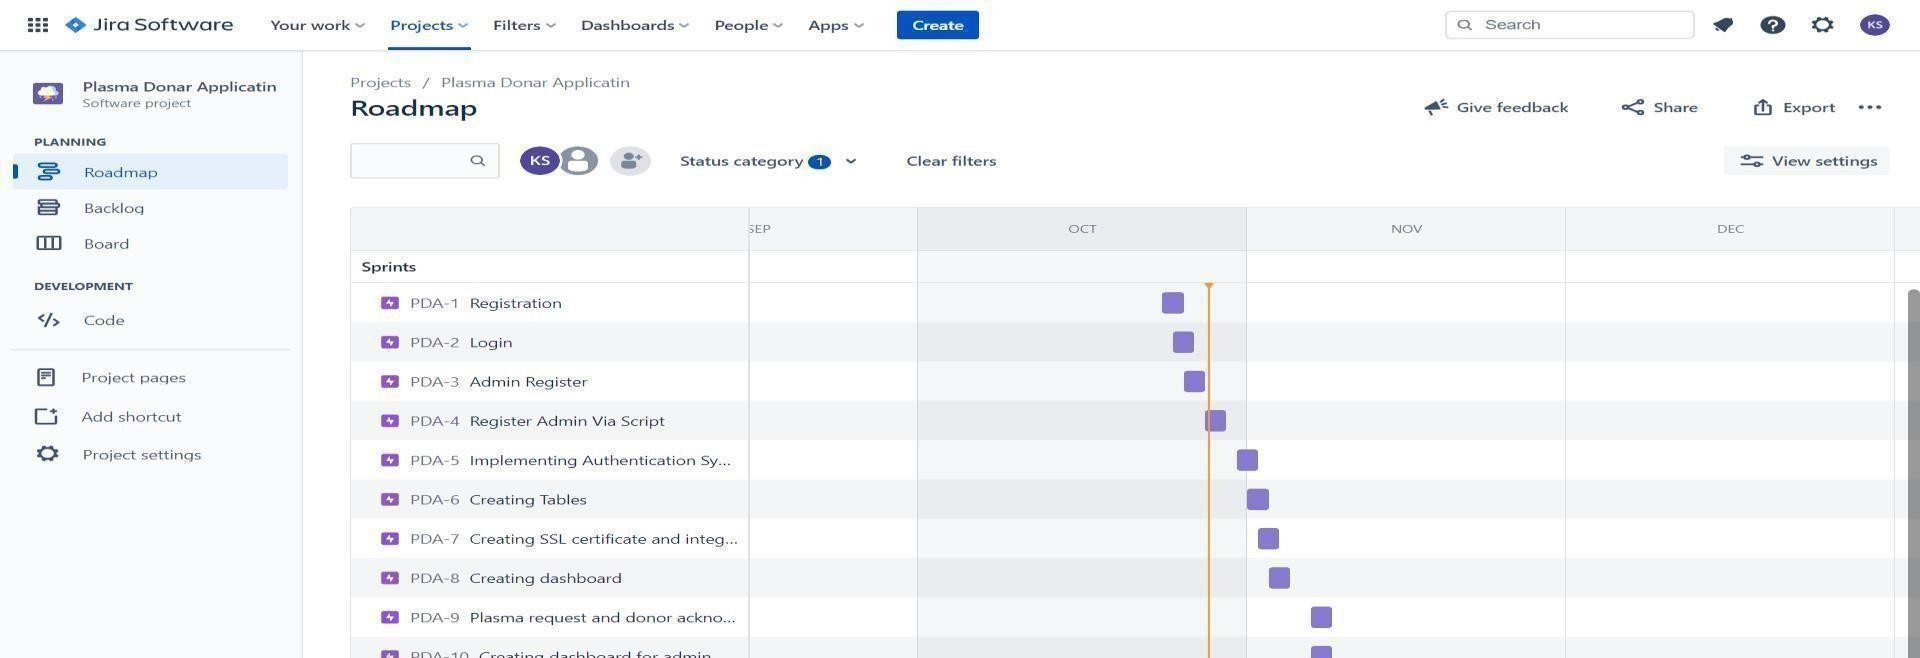 Jira Software Your work Projects Filters Dashboards People Apps Create Search KS
Plasma Donar Applicatin
Software project
PLANNING
Roadmap
Backlog
Board
DEVELOPMENT
Code
Project pages
Add shortcut
Project settings
Projects / Plasma Donar Applicatin
Roadmap
Give feedback Share Export
KS Status category 1 Clear filters View settings
SEP OCT NOV DEC
Sprints
PDA-1 Registration
PDA-2 Login
PDA-3 Admin Register
PDA-4 Register Admin Via Script
PDA-5 Implementing Authentication Sy...
PDA-6 Creating Tables
PDA-7 Creating SSL certificate and integ...
PDA-8 Creating dashboard
PDA-9 Plasma request and donor ackno...
PDA-10 Creating dashboard for admin